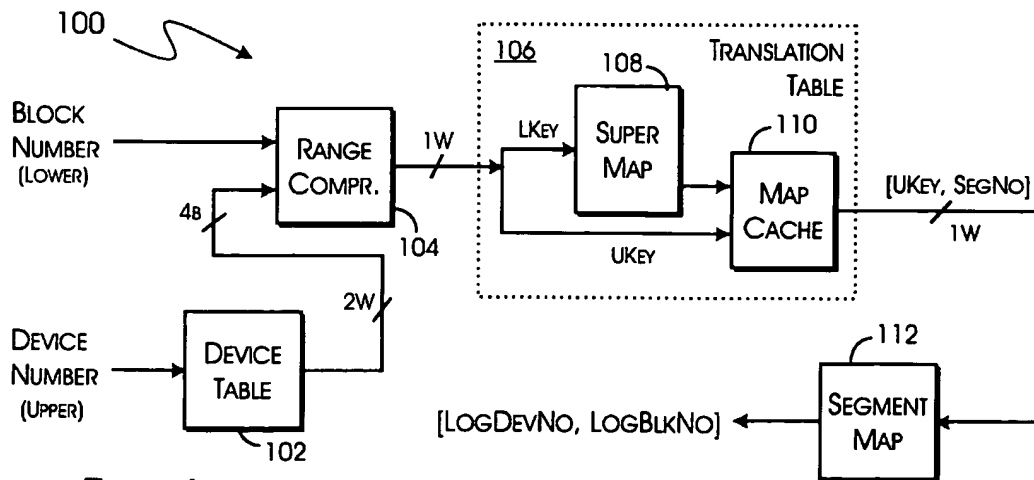 100
BLOCK
NUMBER
(LOWER)
RANGE
COMPR.
104
1W
4B
2W
DEVICE
NUMBER
(UPPER)
DEVICE
TABLE
102
106
TRANSLATION
TABLE
108
LKEY
SUPER
MAP
UKEY
110
MAP
CACHE
[UKEY, SEGNO]
1W
112
SEGMENT
MAP
[LOGDEVNO, LOGBLKNO]